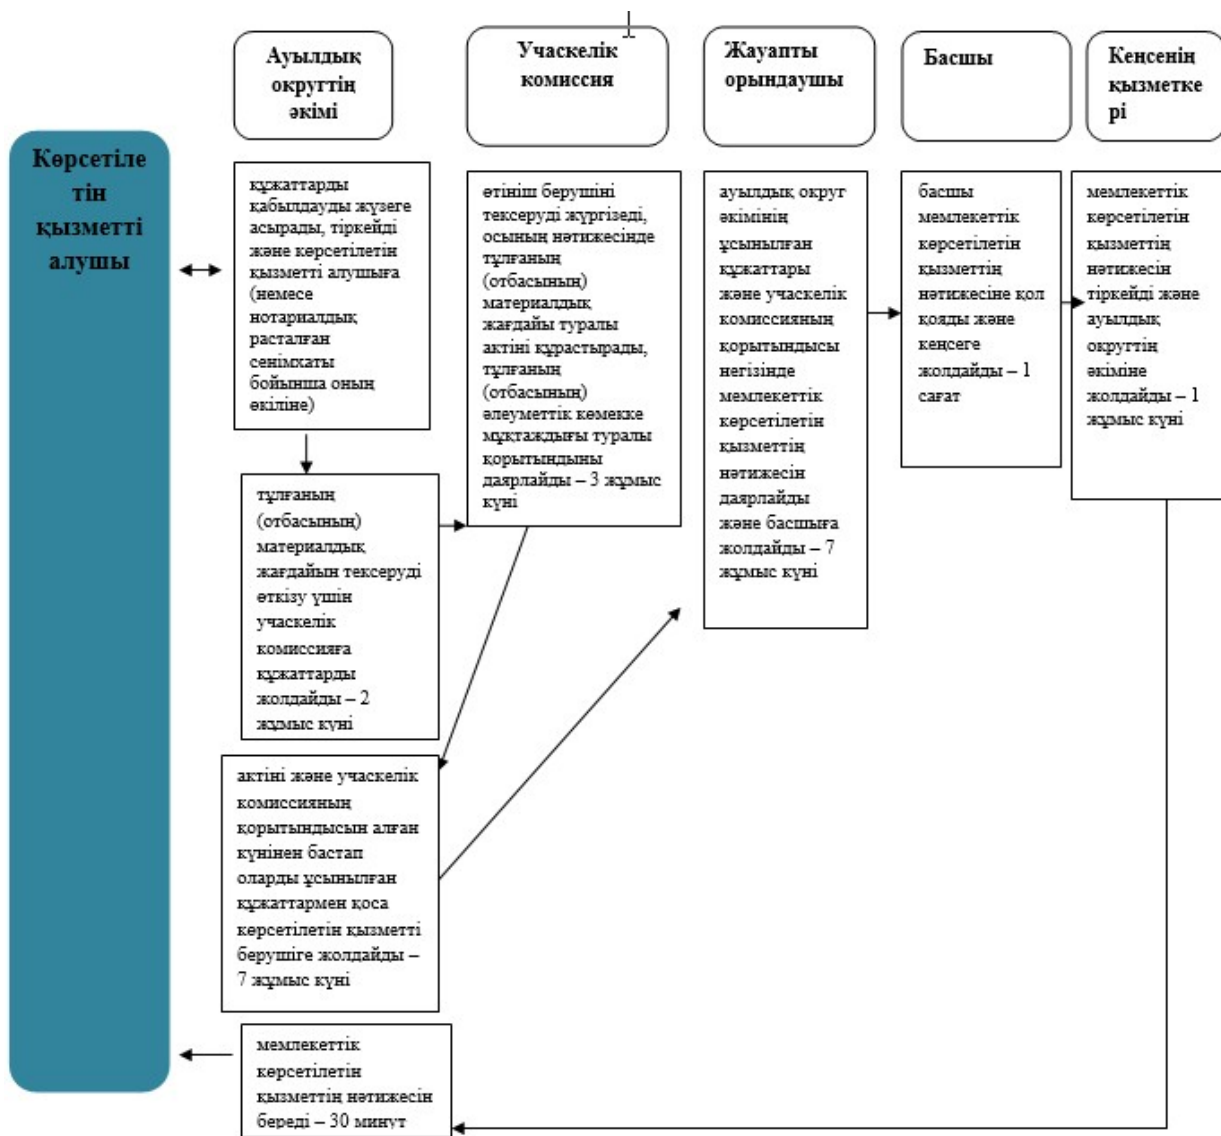 Ауылдық
округтің
әкімі
Учаскелік
комиссия
Жауапты
орындаушы
Басшы
Кеңсенің
қызметке
рі
Көрсетіле
тін
қызметті
алушы
құжаттарды
қабылдауды жүзеге
асырады, тіркейді
және көрсетілетін
қызметті алушыға
(немесе
нотариалдық
расталған
сенімхаты
бойынша оның
өкіліне)
тұлғаның
(отбасының)
материалдық
жағдайын тексеруді
өткізу үшін
учаскелік
комиссияға
құжаттарды
жолдайды – 2
жұмыс күні
актіні және учаскелік
комиссияның
қорытындысын алған
күнінен бастап
оларды ұсынылған
құжаттармен қоса
көрсетілетін қызметті
берушіге жолдайды –
7 жұмыс күні
мемлекеттік
көрсетілетін
қызметтің нәтижесін
береді – 30 минут
өтініш берушіні
тексеруді жүргізеді,
осының нәтижесінде
тұлғаның
(отбасының)
материалдық
жағдайы туралы
актіні құрастырады,
тұлғаның
(отбасының)
әлеуметтік көмекке
мұқтаждығы туралы
қорытындыны
даярлайды – 3 жұмыс
күні
ауылдық округ
әкімінің
ұсынылған
құжаттары
және учаскелік
комиссияның
қорытындысы
негізінде
мемлекеттік
көрсетілетін
қызметтің
нәтижесін
даярлайды
және басшыға
жолдайды – 7
жұмыс күні
басшы
мемлекеттік
көрсетілетін
қызметтің
нәтижесіне қол
қояды және
кеңсеге
жолдайды – 1
сағат
мемлекеттік
көрсетілетін
қызметтің
нәтижесін
тіркейді және
ауылдық
округтің
әкіміне
жолдайды – 1
жұмыс күні